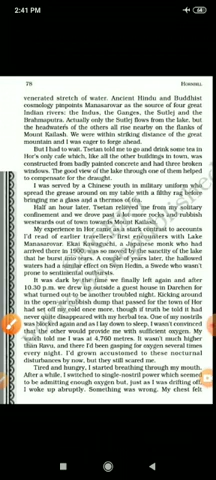 2:41 PM
78 HORNBILL
venerated stretch of water. Ancient Hindu and Buddhist
cosmology pinpoints Manasarovar as the source of four great
Indian rivers: the Indus, the Ganges, the Sutlej and the
Brahmaputra. Actually only the Sutlej flows from the lake, but
the headwaters of the others all rise nearby on the flanks of
Mount Kailash. We were within striking distance of the great
mountain and I was eager to forge ahead.
But I had to wait. Tsetan told me to go and drink some tea in
Hor's only cafe which, like all the other buildings in town, was
constructed from badly painted concrete and had three broken
windows. The good view of the lake through one of them helped
to compensate for the draught.
I was served by a Chinese youth in military uniform who
spread the grease around on my table with a filthy rag before
bringing me a glass and a thermos of tea.
Half an hour later, Tsetan relieved me from my solitary
confinement and we drove past a lot more rocks and rubbish
westwards out of town towards Mount Kailash.
My experience in Hor came as a stark contrast to accounts
I'd read of earlier travellers' first encounters with Lake
Manasarovar. Ekai Kawaguchi, a Japanese monk who had
arrived there in 1900, was so moved by the sanctity of the lake
that he burst into tears. A couple of years later, the hallowed
waters had a similar effect on Sven Hedin, a Swede who wasn't
prone to sentimental outbursts.
It was dark by the time we finally left again and after
10.30 p.m. we drew up outside a guest house in Darchen for
what turned out to be another troubled night. Kicking around
in the open-air rubbish dump that passed for the town of Hor
had set off my cold once more, though if truth be told it had
never quite disappeared with my herbal tea. One of my nostrils
was blocked again and as I lay down to sleep, I wasn't convinced
that the other would provide me with sufficient oxygen. My
watch told me I was at 4,760 metres. It wasn't much higher
than Ravu, and there I'd been gasping for oxygen several times
every night. I'd grown accustomed to these nocturnal
disturbances by now, but they still scared me.
Tired and hungry, I started breathing through my mouth.
After a while, I switched to single-nostril power which seemed
to be admitting enough oxygen but, just as I was drifting off,
I woke up abruptly. Something was wrong. My chest felt